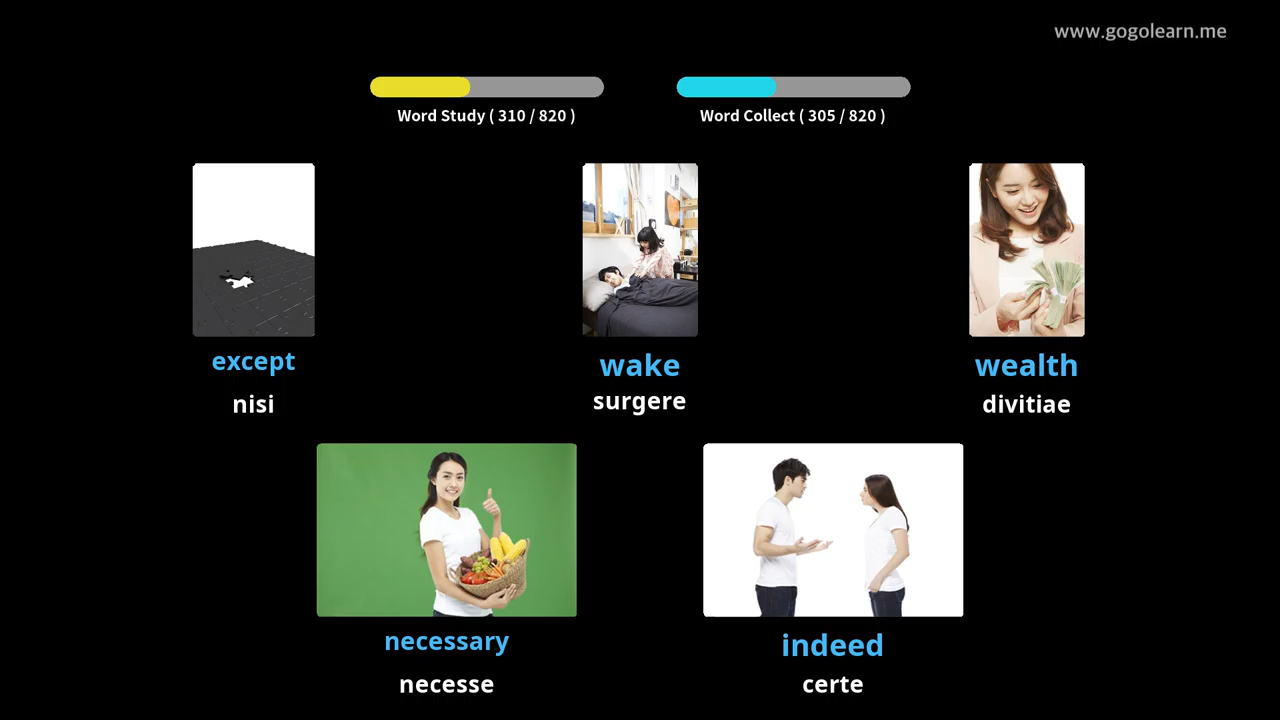 www.gogolearn.me
Word Study ( 310 / 820 )
Word Collect ( 305 / 820 )
except
nisi
wake
surgere
wealth
divitiae
necessary
necesse
indeed
certe